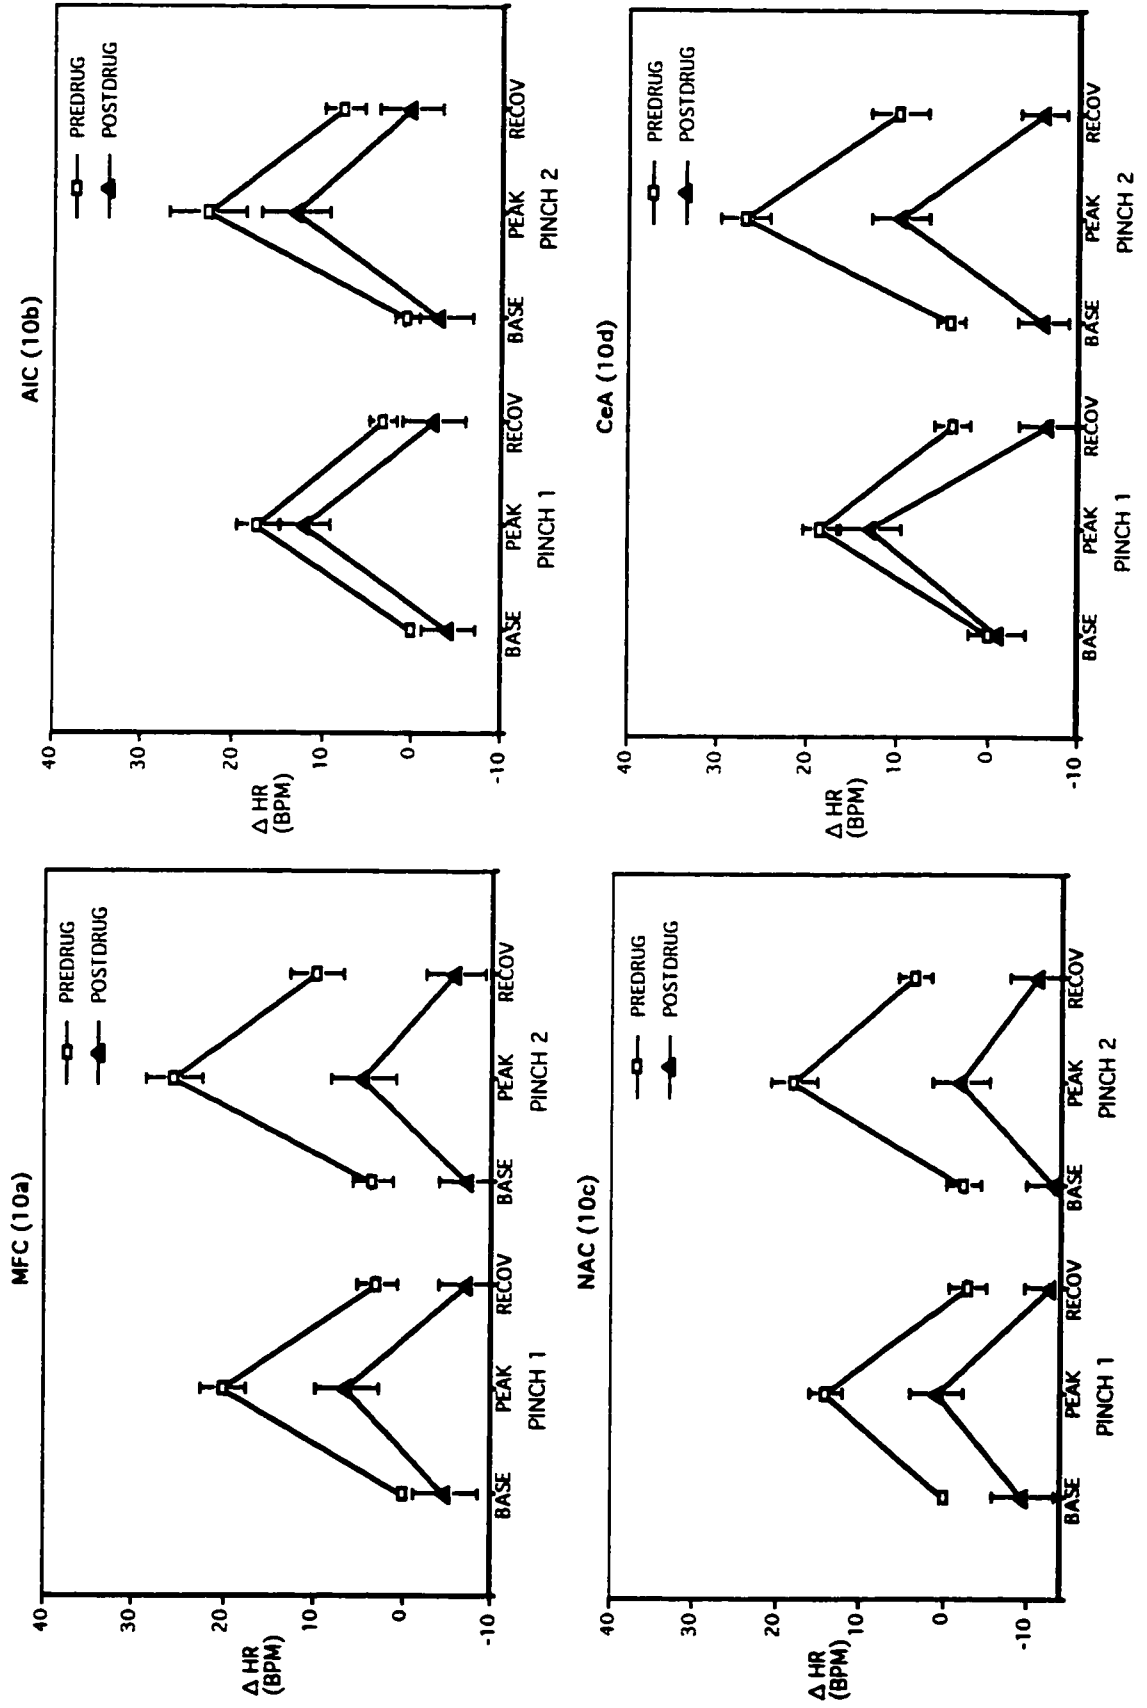 MFC (10a)
PREDRUG
POSTDRUG
40
30
20
10
0
-10
Δ HR
(BPM)
BASE
PEAK
RECOV
BASE
PEAK
RECOV
PINCH 1
PINCH 2
AIC (10b)
PREDRUG
POSTDRUG
40
30
20
10
0
-10
Δ HR
(BPM)
BASE
PEAK
RECOV
BASE
PEAK
RECOV
PINCH 1
PINCH 2
NAC (10c)
PREDRUG
POSTDRUG
40
30
20
10
0
-10
Δ HR
(BPM)
BASE
PEAK
RECOV
BASE
PEAK
RECOV
PINCH 1
PINCH 2
CeA (10d)
PREDRUG
POSTDRUG
40
30
20
10
0
-10
Δ HR
(BPM)
BASE
PEAK
RECOV
BASE
PEAK
RECOV
PINCH 1
PINCH 2